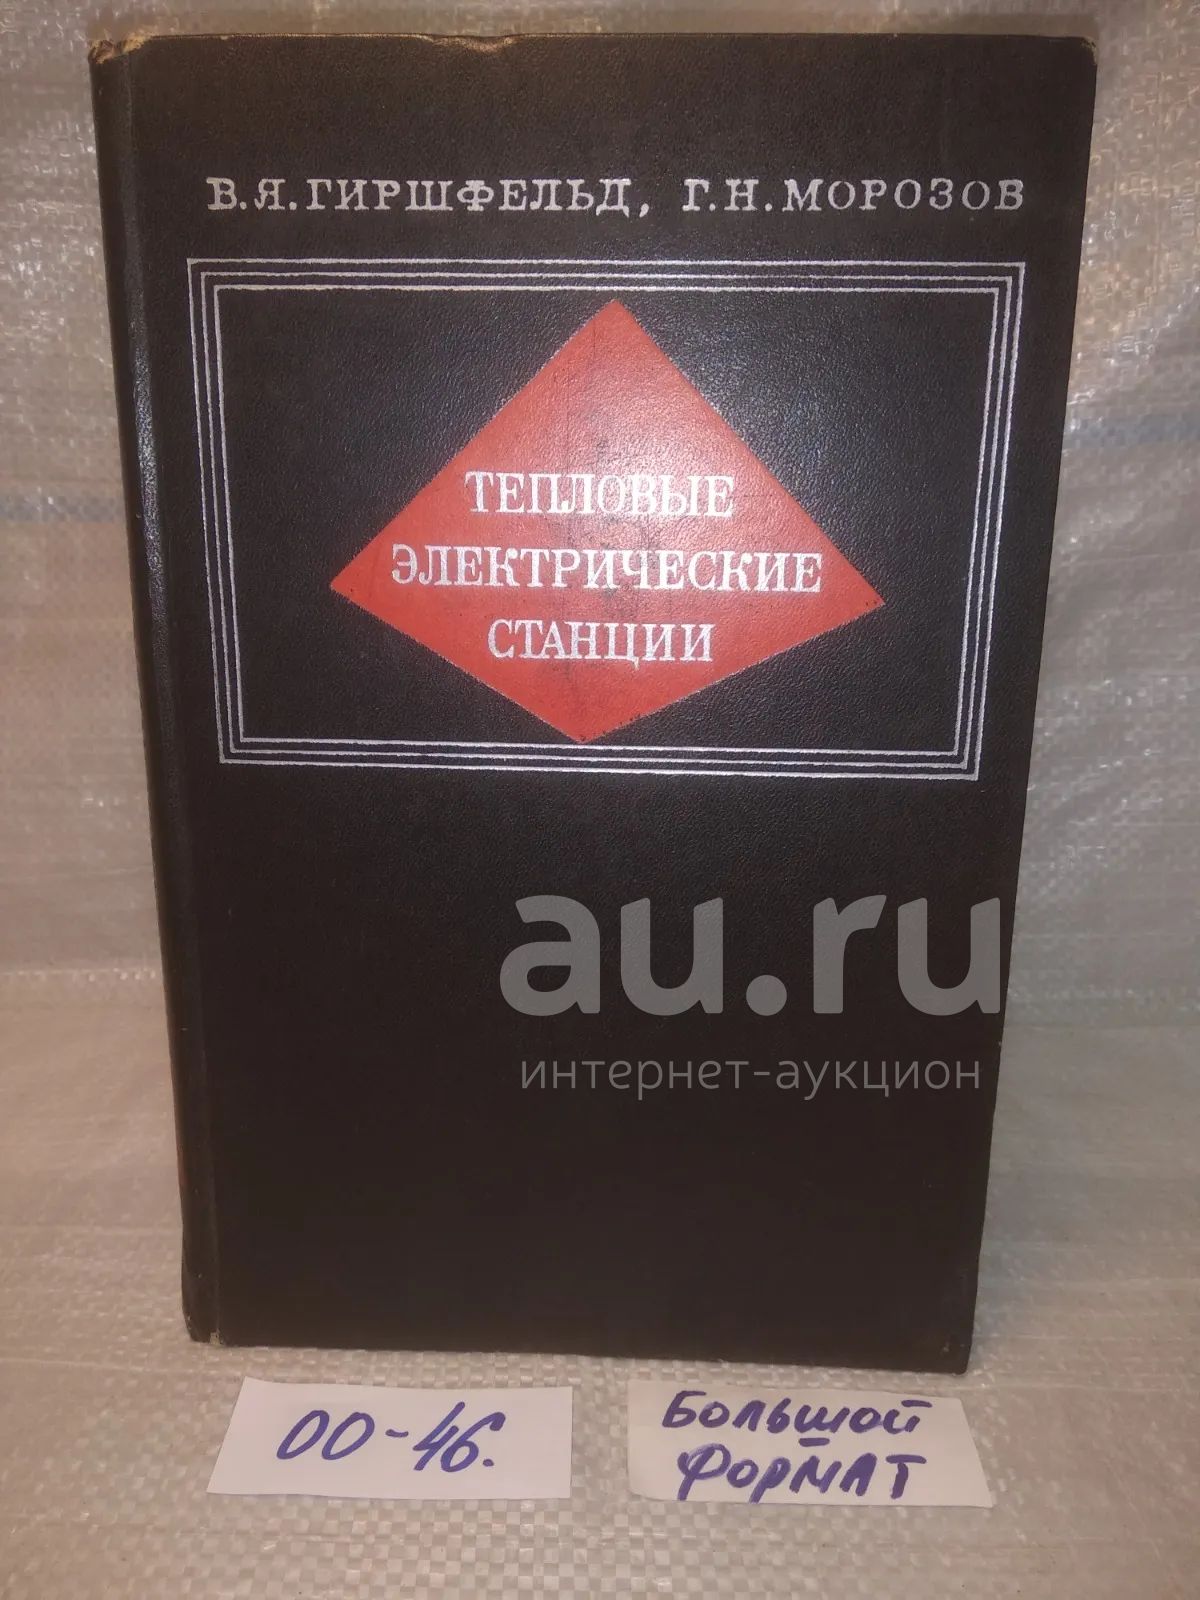 В.Я.ГИРШФЕЛЬД, Г.Н.МОРОЗОВ
ТЕПЛОВЫЕ
ЭЛЕКТРИЧЕСКИЕ
СТАНЦИИ
au.ru
интернет-аукцион
00-46.
Большой
Формат